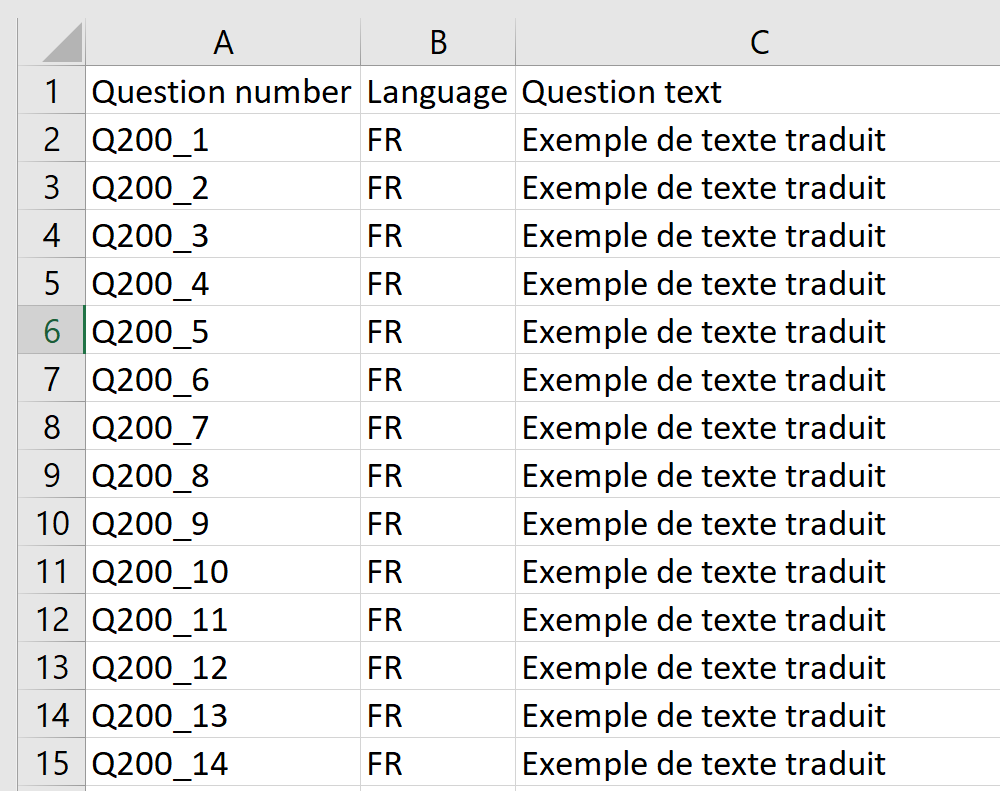 A B C
1 Question number Language Question text
2 Q200_1 FR Exemple de texte traduit
3 Q200_2 FR Exemple de texte traduit
4 Q200_3 FR Exemple de texte traduit
5 Q200_4 FR Exemple de texte traduit
6 Q200_5 FR Exemple de texte traduit
7 Q200_6 FR Exemple de texte traduit
8 Q200_7 FR Exemple de texte traduit
9 Q200_8 FR Exemple de texte traduit
10 Q200_9 FR Exemple de texte traduit
11 Q200_10 FR Exemple de texte traduit
12 Q200_11 FR Exemple de texte traduit
13 Q200_12 FR Exemple de texte traduit
14 Q200_13 FR Exemple de texte traduit
15 Q200_14 FR Exemple de texte traduit